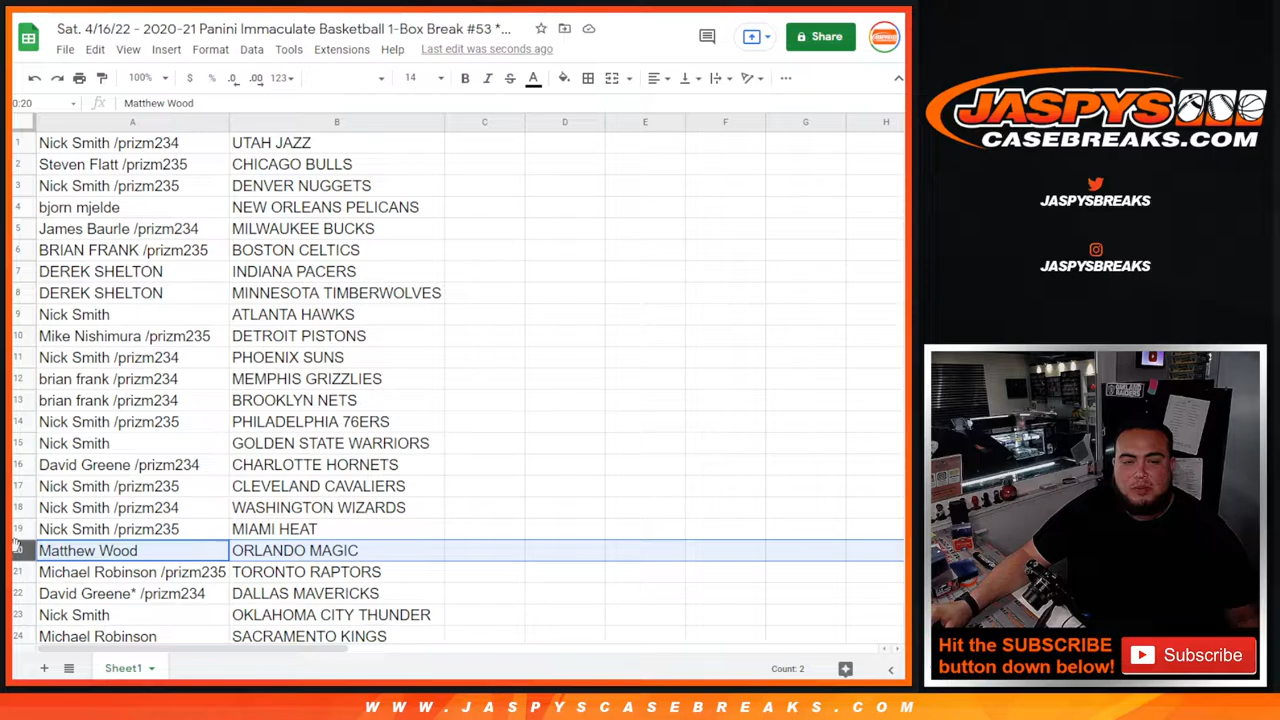 Sat. 4/16/22 - 2020-21 Panini Immaculate Basketball 1-Box Break #53 *...
Share
File Edit View Insert Format Data Tools Extensions Help Last edit was seconds ago
100% $ % .0 .00 123 14 B I S A
0:20 fx Matthew Wood
A B C D E F G H
1 Nick Smith /prizm234 UTAH JAZZ
2 Steven Flatt /prizm235 CHICAGO BULLS
3 Nick Smith /prizm235 DENVER NUGGETS
4 bjorn mjelde NEW ORLEANS PELICANS
5 James Baurle /prizm234 MILWAUKEE BUCKS
6 BRIAN FRANK /prizm235 BOSTON CELTICS
7 DEREK SHELTON INDIANA PACERS
8 DEREK SHELTON MINNESOTA TIMBERWOLVES
9 Nick Smith ATLANTA HAWKS
10 Mike Nishimura /prizm235 DETROIT PISTONS
11 Nick Smith /prizm234 PHOENIX SUNS
12 brian frank /prizm234 MEMPHIS GRIZZLIES
13 brian frank /prizm234 BROOKLYN NETS
14 Nick Smith /prizm235 PHILADELPHIA 76ERS
15 Nick Smith GOLDEN STATE WARRIORS
16 David Greene /prizm234 CHARLOTTE HORNETS
17 Nick Smith /prizm235 CLEVELAND CAVALIERS
18 Nick Smith /prizm234 WASHINGTON WIZARDS
19 Nick Smith /prizm235 MIAMI HEAT
20 Matthew Wood ORLANDO MAGIC
21 Michael Robinson /prizm235 TORONTO RAPTORS
22 David Greene* /prizm234 DALLAS MAVERICKS
23 Nick Smith OKLAHOMA CITY THUNDER
24 Michael Robinson SACRAMENTO KINGS
Sheet1 Count: 2
JASPYS
CASEBREAKS.COM
JASPYSBREAKS
JASPYSBREAKS
OAKLAND
RAIDERS
Hit the SUBSCRIBE
button down below!
Subscribe
WWW.JASPYSCASEBREAKS.COM